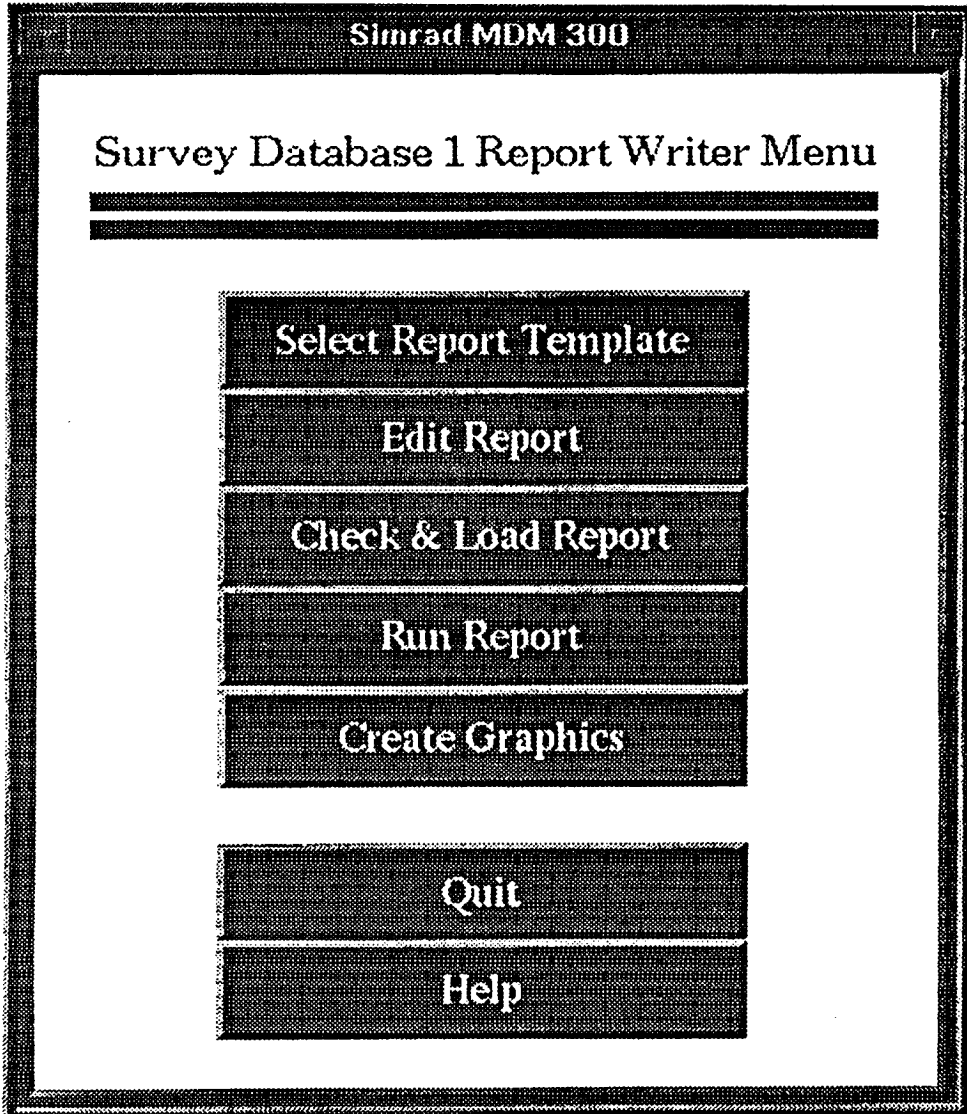 Simrad MDM 300
Survey Database 1 Report Writer Menu
Select Report Template
Edit Report
Check & Load Report
Run Report
Create Graphics
Quit
Help